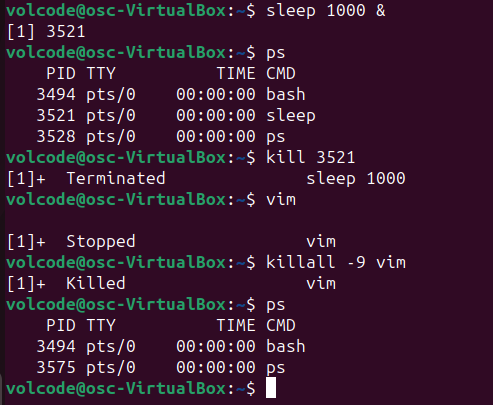 volcode@osc-VirtualBox:~$ sleep 1000 &
[1] 3521
volcode@osc-VirtualBox:~$ ps
    PID TTY          TIME CMD
   3494 pts/0    00:00:00 bash
   3521 pts/0    00:00:00 sleep
   3528 pts/0    00:00:00 ps
volcode@osc-VirtualBox:~$ kill 3521
[1]+  Terminated              sleep 1000
volcode@osc-VirtualBox:~$ vim
[1]+  Stopped                 vim
volcode@osc-VirtualBox:~$ killall -9 vim
[1]+  Killed                  vim
volcode@osc-VirtualBox:~$ ps
    PID TTY          TIME CMD
   3494 pts/0    00:00:00 bash
   3575 pts/0    00:00:00 ps
volcode@osc-VirtualBox:~$